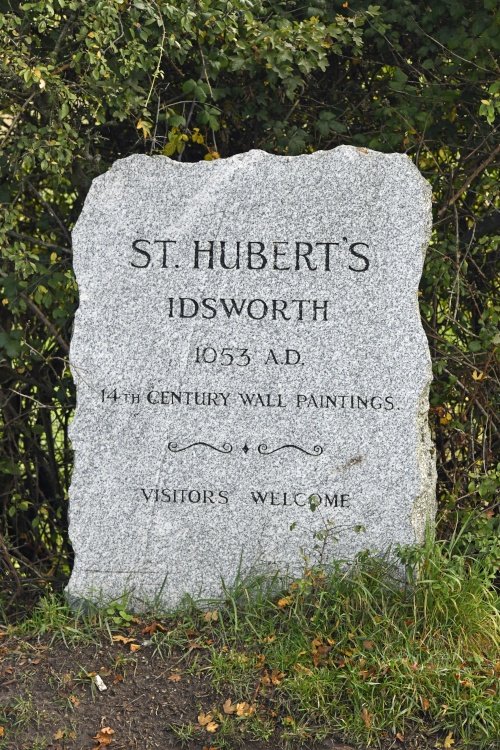 ST. HUBERT'S
IDSWORTH
1053 A.D.
14TH CENTURY WALL PAINTINGS.
VISITORS WELCOME